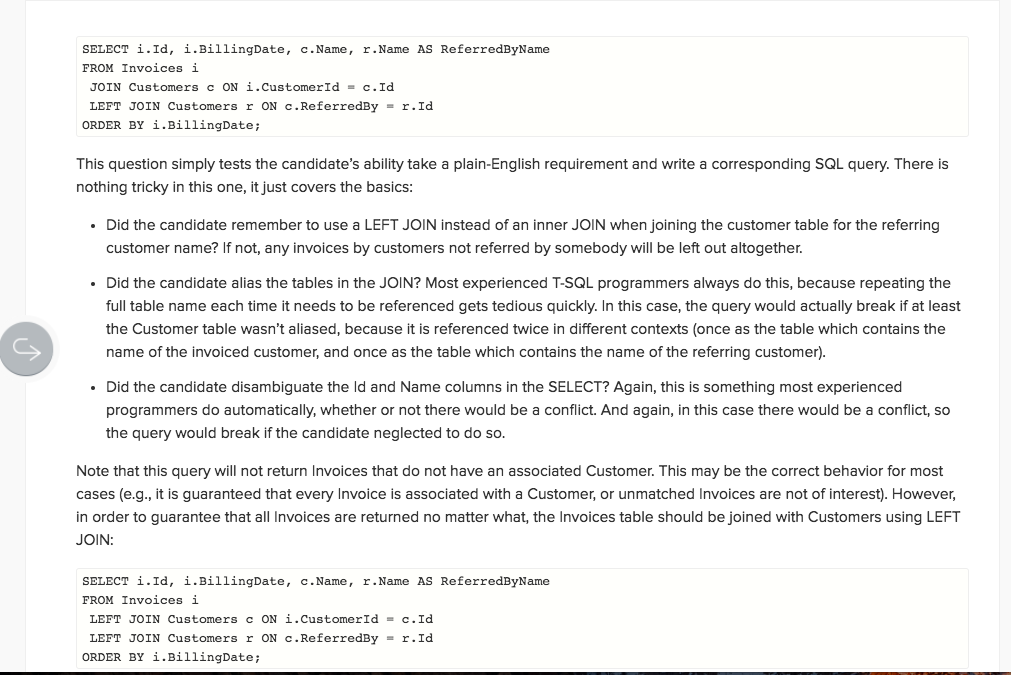 SELECT i.Id, i.BillingDate, c.Name, r.Name AS ReferredByName
FROM Invoices i
JOIN Customers c ON i.CustomerId = c.Id
LEFT JOIN Customers r ON c.ReferredBy = r.Id
ORDER BY i.BillingDate;
This question simply tests the candidate’s ability take a plain-English requirement and write a corresponding SQL query. There is
nothing tricky in this one, it just covers the basics:
• Did the candidate remember to use a LEFT JOIN instead of an inner JOIN when joining the customer table for the referring
customer name? If not, any invoices by customers not referred by somebody will be left out altogether.
• Did the candidate alias the tables in the JOIN? Most experienced T-SQL programmers always do this, because repeating the
full table name each time it needs to be referenced gets tedious quickly. In this case, the query would actually break if at least
the Customer table wasn’t aliased, because it is referenced twice in different contexts (once as the table which contains the
name of the invoiced customer, and once as the table which contains the name of the referring customer).
• Did the candidate disambiguate the Id and Name columns in the SELECT? Again, this is something most experienced
programmers do automatically, whether or not there would be a conflict. And again, in this case there would be a conflict, so
the query would break if the candidate neglected to do so.
Note that this query will not return Invoices that do not have an associated Customer. This may be the correct behavior for most
cases (e.g., it is guaranteed that every Invoice is associated with a Customer, or unmatched Invoices are not of interest). However,
in order to guarantee that all Invoices are returned no matter what, the Invoices table should be joined with Customers using LEFT
JOIN:
SELECT i.Id, i.BillingDate, c.Name, r.Name AS ReferredByName
FROM Invoices i
LEFT JOIN Customers c ON i.CustomerId = c.Id
LEFT JOIN Customers r ON c.ReferredBy = r.Id
ORDER BY i.BillingDate;